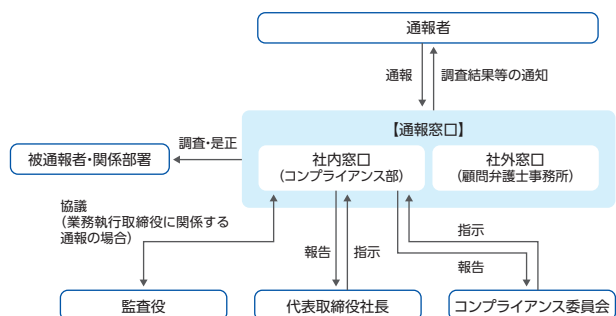 通報者
通報
調査結果等の通知
【通報窓口】
社内窓口
(コンプライアンス部)
社外窓口
(顧問弁護士事務所)
調査・是正
被通報者・関係部署
協議
(業務執行取締役に関係する
通報の場合)
報告
指示
指示
報告
監査役
代表取締役社長
コンプライアンス委員会